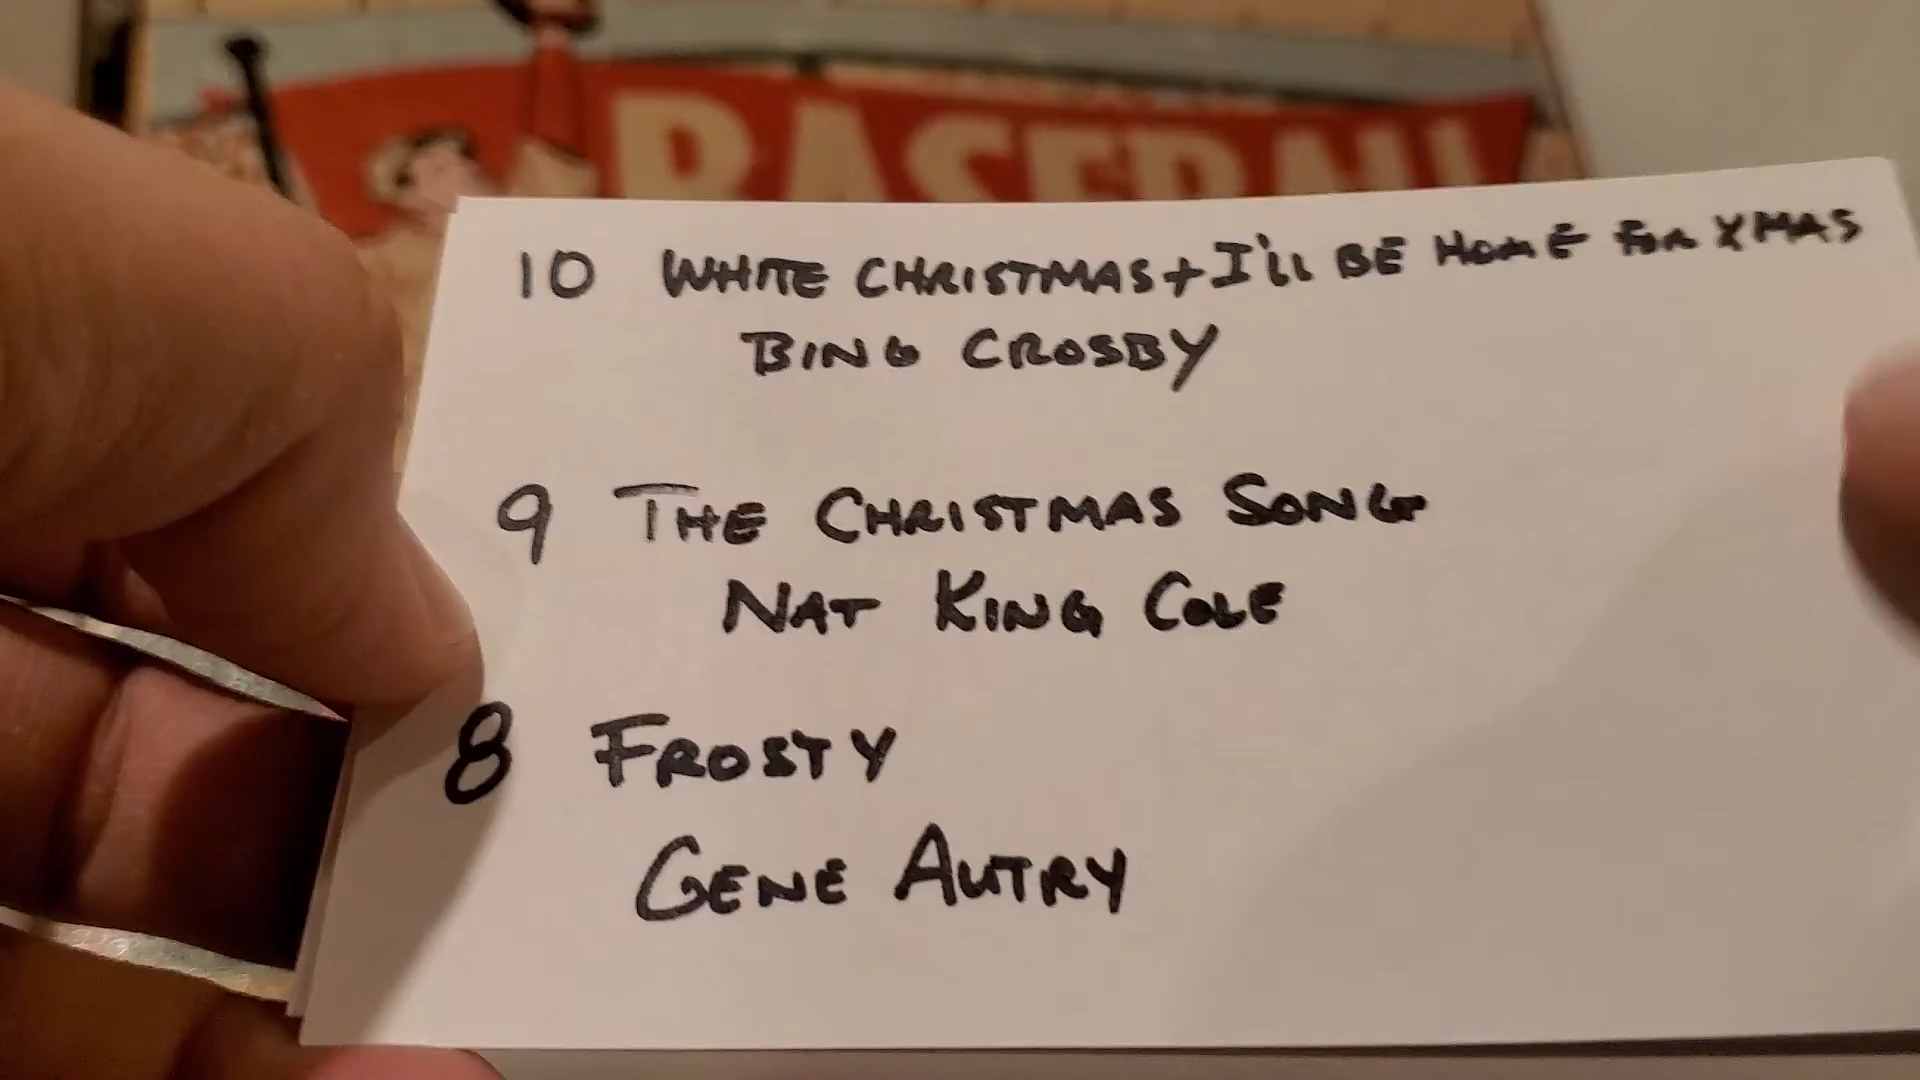 BASEBALL
10 WHITE CHRISTMAS + I'LL BE HOME FOR XMAS
BING CROSBY
9 THE CHRISTMAS SONG
NAT KING COLE
8 FROSTY
GENE AUTRY